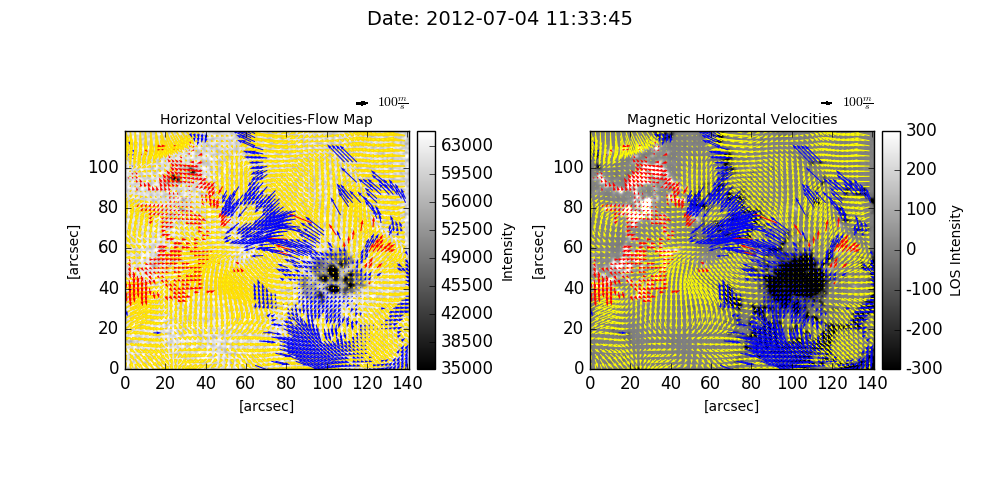 Date: 2012-07-04 11:33:45
100 m/s
100 m/s
Horizontal Velocities-Flow Map
Magnetic Horizontal Velocities
100
80
60
40
20
0
[arcsec]
0 20 40 60 80 100 120 140
[arcsec]
63000
59500
56000
52500
49000
45500
42000
38500
35000
Intensity
100
80
60
40
20
0
[arcsec]
0 20 40 60 80 100 120 140
[arcsec]
300
200
100
0
-100
-200
-300
LOS Intensity